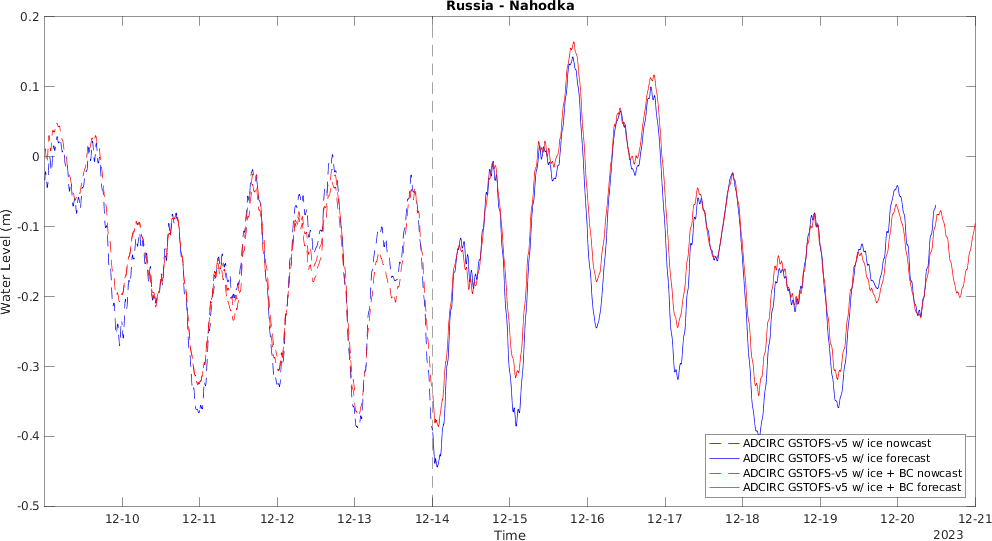 Russia - Nahodka
Water Level (m)
0.2
0.1
0
-0.1
-0.2
-0.3
-0.4
-0.5
ADCIRC GSTOFS-v5 w/ ice nowcast
ADCIRC GSTOFS-v5 w/ ice forecast
ADCIRC GSTOFS-v5 w/ ice + BC nowcast
ADCIRC GSTOFS-v5 w/ ice + BC forecast
12-10 12-11 12-12 12-13 12-14 12-15 12-16 12-17 12-18 12-19 12-20 12-21
Time
2023